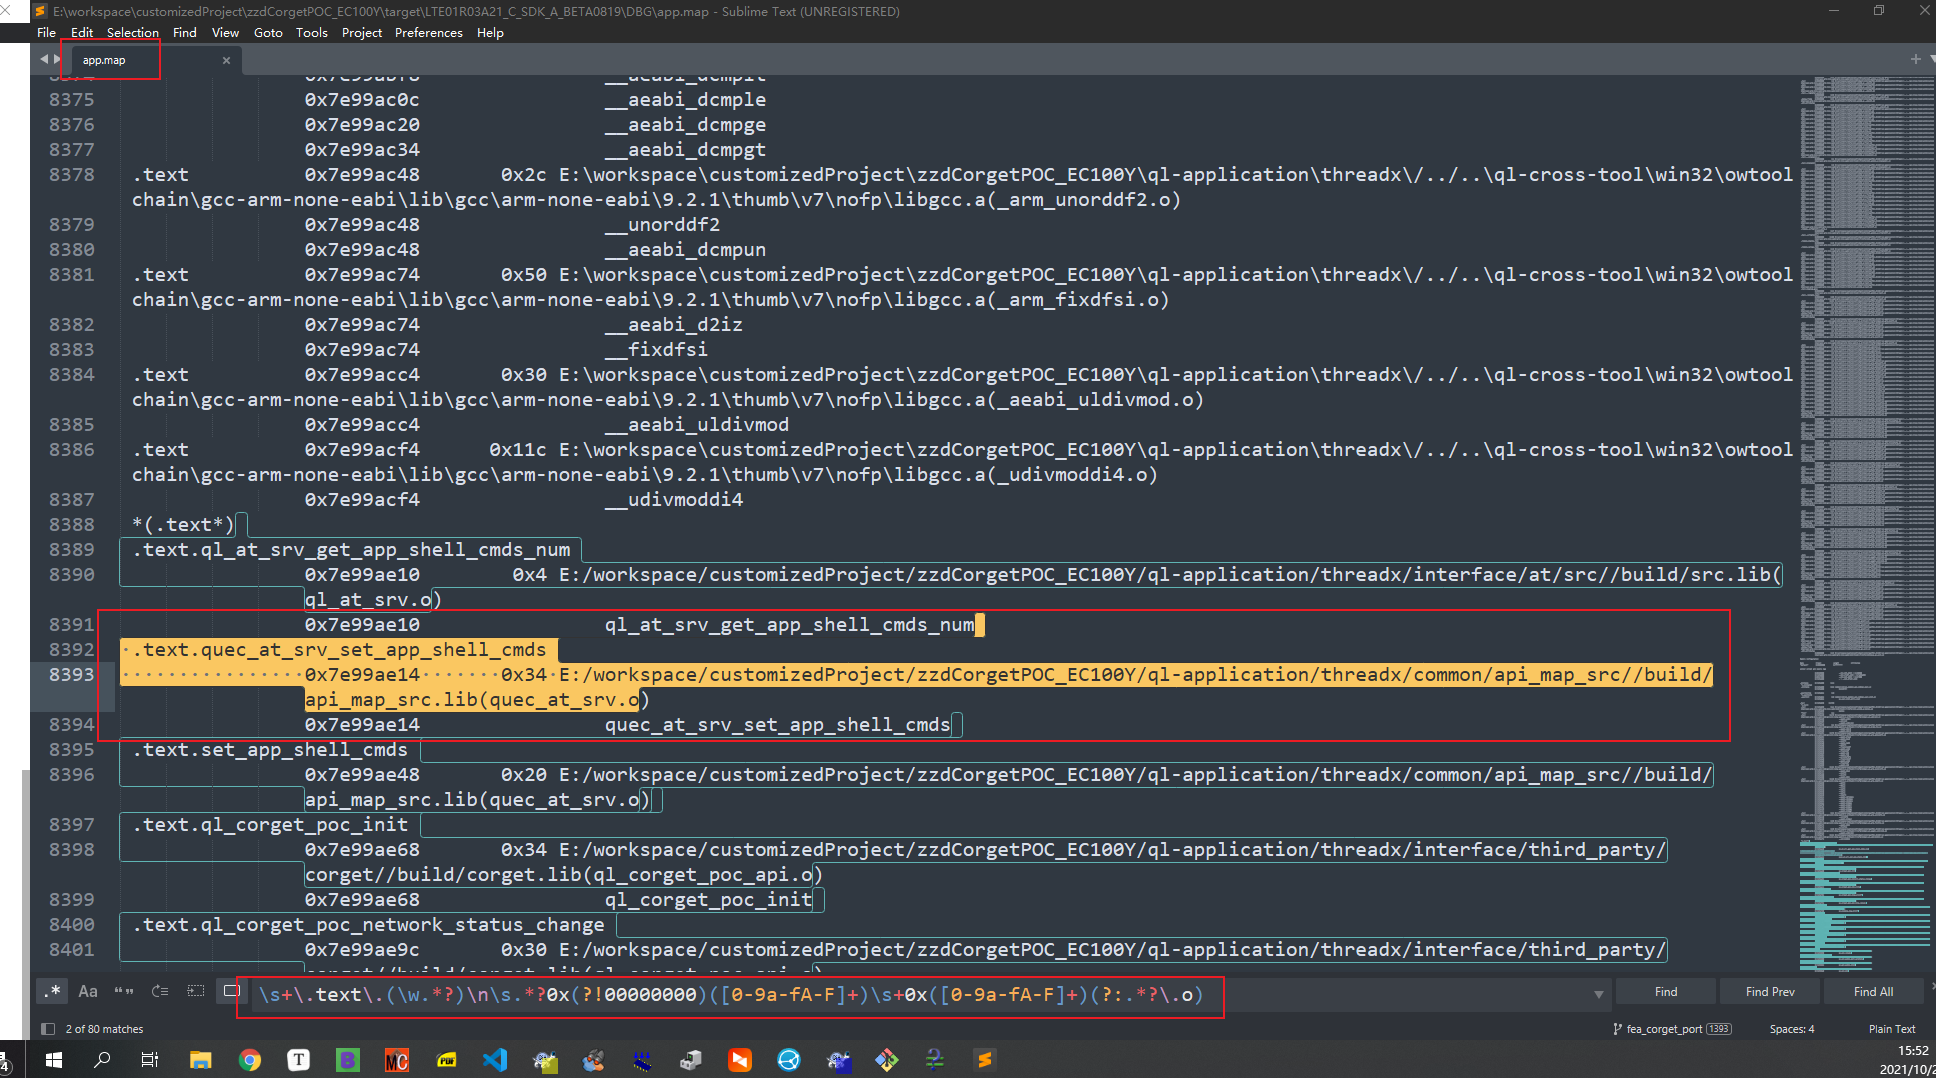 E:\workspace\customizedProject\zzdCorgetPOC_EC100Y\target\LTE01R03A21_C_SDK_A_BETA0819\DBG\app.map - Sublime Text (UNREGISTERED)
File Edit Selection Find View Goto Tools Project Preferences Help
app.map
8375 0x7e99ac0c __aeabi_dcmple
8376 0x7e99ac20 __aeabi_dcmpge
8377 0x7e99ac34 __aeabi_dcmpgt
8378 .text 0x7e99ac48 0x2c E:\workspace\customizedProject\zzdCorgetPOC_EC100Y\ql-application\threadx\/../..\ql-cross-tool\win32\owtool
chain\gcc-arm-none-eabi\lib\gcc\arm-none-eabi\9.2.1\thumb\v7\nofp\libgcc.a(_arm_unorddf2.o)
8379 0x7e99ac48 __unorddf2
8380 0x7e99ac48 __aeabi_dcmpun
8381 .text 0x7e99ac74 0x50 E:\workspace\customizedProject\zzdCorgetPOC_EC100Y\ql-application\threadx\/../..\ql-cross-tool\win32\owtool
chain\gcc-arm-none-eabi\lib\gcc\arm-none-eabi\9.2.1\thumb\v7\nofp\libgcc.a(_arm_fixdfsi.o)
8382 0x7e99ac74 __aeabi_d2iz
8383 0x7e99ac74 __fixdfsi
8384 .text 0x7e99acc4 0x30 E:\workspace\customizedProject\zzdCorgetPOC_EC100Y\ql-application\threadx\/../..\ql-cross-tool\win32\owtool
chain\gcc-arm-none-eabi\lib\gcc\arm-none-eabi\9.2.1\thumb\v7\nofp\libgcc.a(_aeabi_uldivmod.o)
8385 0x7e99acc4 __aeabi_uldivmod
8386 .text 0x7e99acf4 0x11c E:\workspace\customizedProject\zzdCorgetPOC_EC100Y\ql-application\threadx\/../..\ql-cross-tool\win32\owtool
chain\gcc-arm-none-eabi\lib\gcc\arm-none-eabi\9.2.1\thumb\v7\nofp\libgcc.a(_udivmoddi4.o)
8387 0x7e99acf4 __udivmoddi4
8388 *(.text*)
8389 .text.ql_at_srv_get_app_shell_cmds_num
8390 0x7e99ae10 0x4 E:/workspace/customizedProject/zzdCorgetPOC_EC100Y/ql-application/threadx/interface/at/src//build/src.lib(
ql_at_srv.o)
8391 0x7e99ae10 ql_at_srv_get_app_shell_cmds_num
8392 .text.quec_at_srv_set_app_shell_cmds
8393 0x7e99ae14 0x34 E:/workspace/customizedProject/zzdCorgetPOC_EC100Y/ql-application/threadx/common/api_map_src//build/
api_map_src.lib(quec_at_srv.o)
8394 0x7e99ae14 quec_at_srv_set_app_shell_cmds
8395 .text.set_app_shell_cmds
8396 0x7e99ae48 0x20 E:/workspace/customizedProject/zzdCorgetPOC_EC100Y/ql-application/threadx/common/api_map_src//build/
api_map_src.lib(quec_at_srv.o)
8397 .text.ql_corget_poc_init
8398 0x7e99ae68 0x34 E:/workspace/customizedProject/zzdCorgetPOC_EC100Y/ql-application/threadx/interface/third_party/
corget//build/corget.lib(ql_corget_poc_api.o)
8399 0x7e99ae68 ql_corget_poc_init
8400 .text.ql_corget_poc_network_status_change
8401 0x7e99ae9c 0x30 E:/workspace/customizedProject/zzdCorgetPOC_EC100Y/ql-application/threadx/interface/third_party/
.* Aa “” \s+\.text\.(\w.*?)\n\s.*?0x(?!00000000)([0-9a-fA-F]+)\s+0x([0-9a-fA-F]+)(?:.*?\.o) Find Find Prev Find All
2 of 80 matches fea_corget_port 1393 Spaces: 4 Plain Text
T B MC PDF
15:52
4